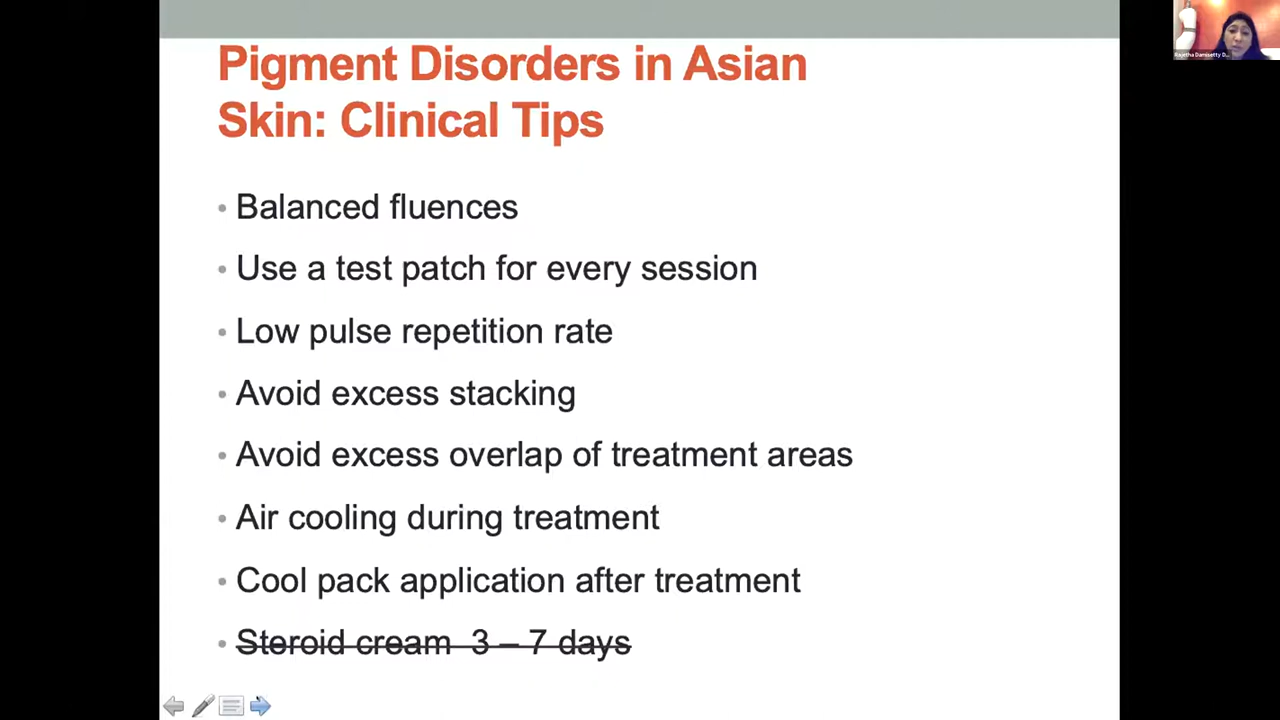 Pigment Disorders in Asian
Skin: Clinical Tips
• Balanced fluences
• Use a test patch for every session
• Low pulse repetition rate
• Avoid excess stacking
• Avoid excess overlap of treatment areas
• Air cooling during treatment
• Cool pack application after treatment
• Steroid cream 3 – 7 days